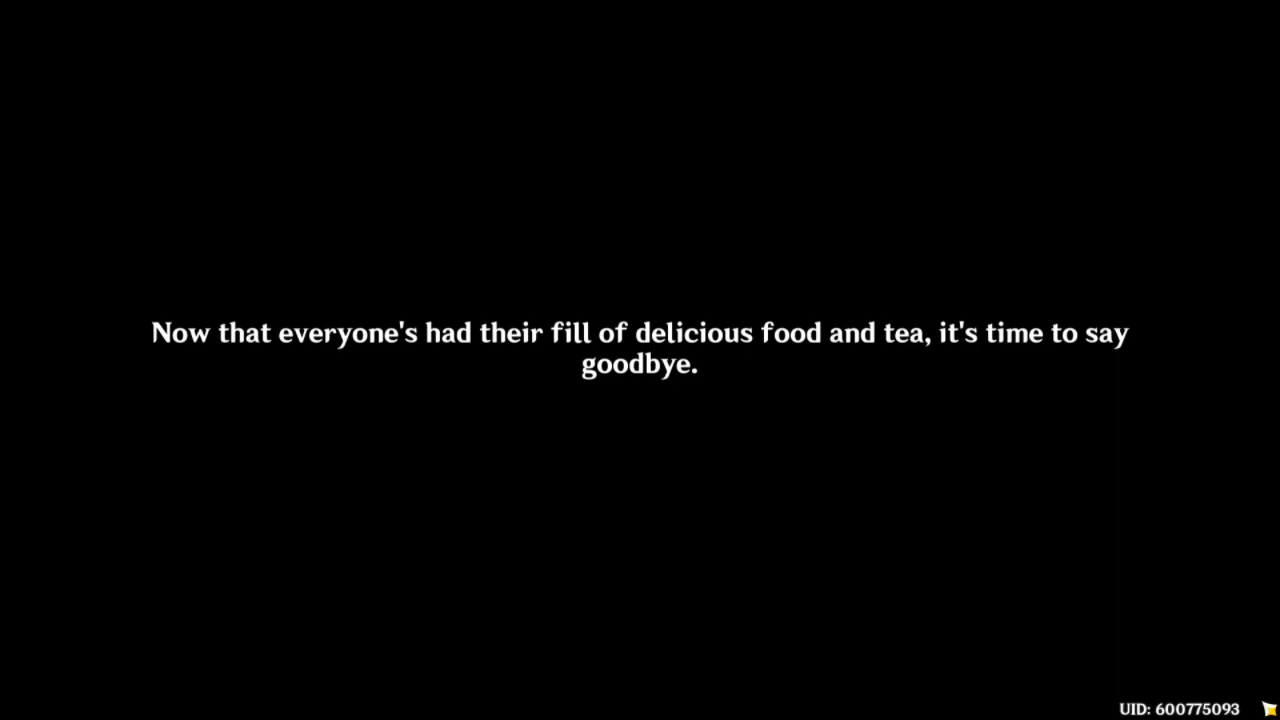 Now that everyone's had their fill of delicious food and tea, it's time to say
goodbye.
UID: 600775093